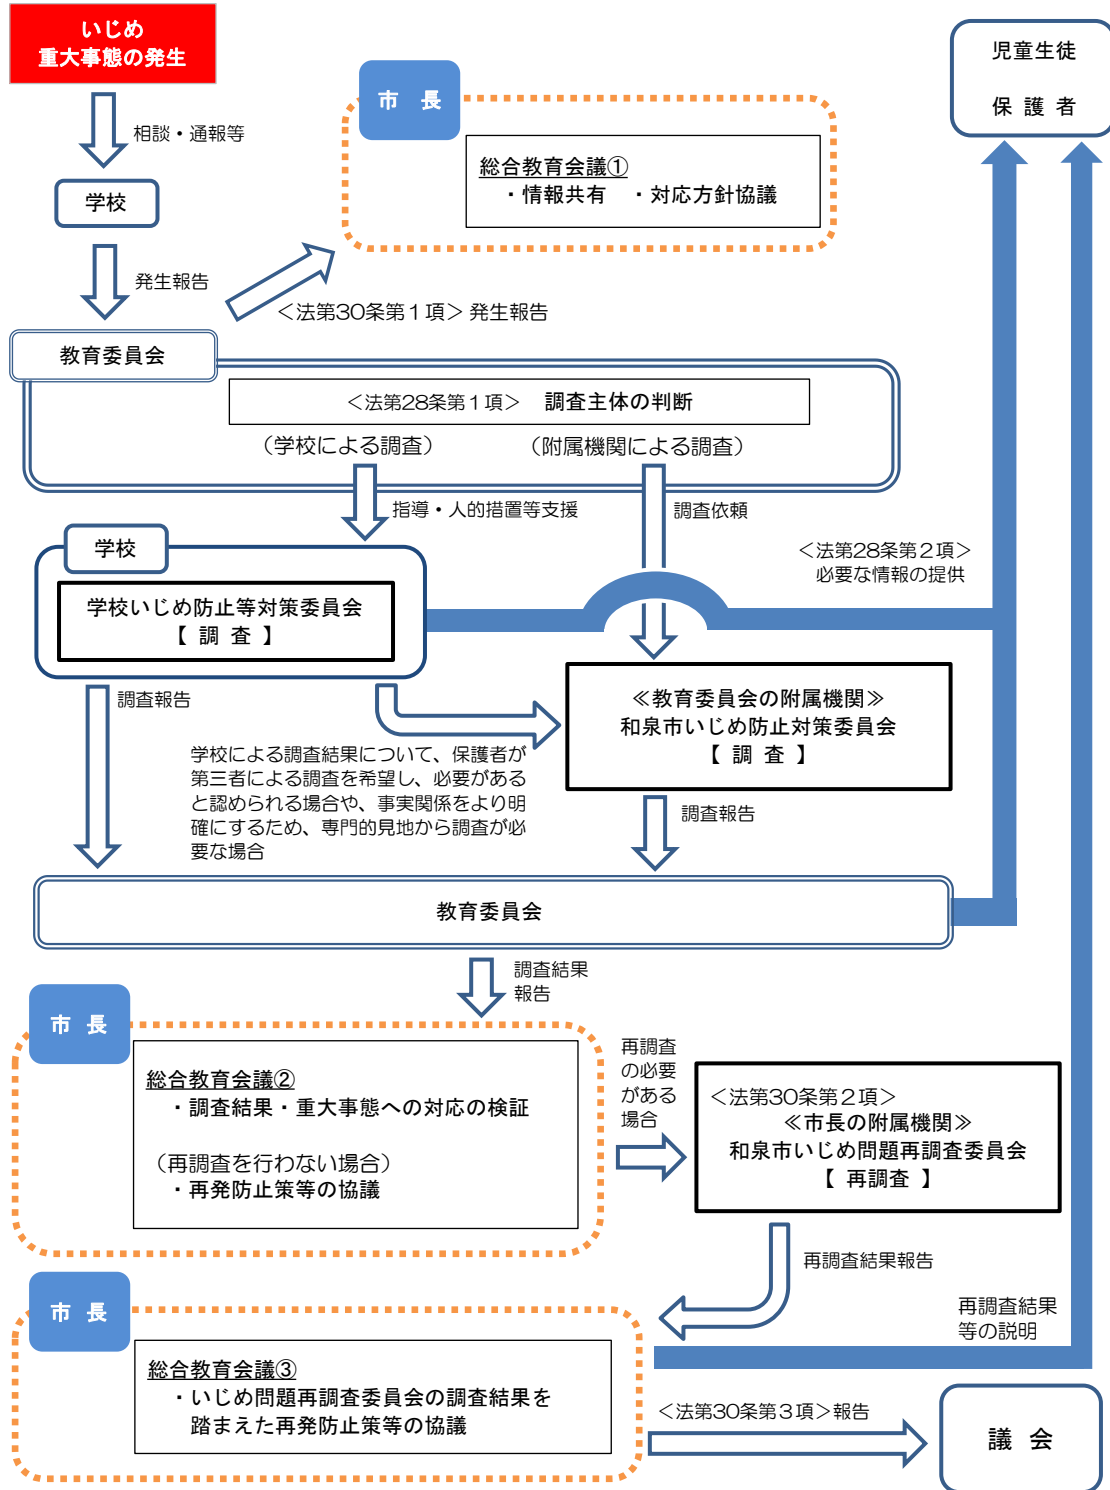 いじめ
重大事態の発生
児童生徒
保 護 者
相談・通報等
市　長
総合教育会議①
・情報共有　・対応方針協議
学校
発生報告
＜法第30条第１項＞ 発生報告
教育委員会
＜法第28条第１項＞　調査主体の判断
（学校による調査）
（附属機関による調査）
指導・人的措置等支援
調査依頼
＜法第28条第２項＞
必要な情報の提供
学校
学校いじめ防止等対策委員会
【 調 査 】
調査報告
≪教育委員会の附属機関≫
和泉市いじめ防止対策委員会
【 調 査 】
学校による調査結果について、保護者が
第三者による調査を希望し、必要がある
と認められる場合や、事実関係をより明
確にするため、専門的見地から調査が必
要な場合
調査報告
教育委員会
調査結果
報告
市 長
総合教育会議②
・調査結果・重大事態への対応の検証
（再調査を行わない場合）
・再発防止策等の協議
再調査
の必要
がある
場合
＜法第30条第２項＞
≪市長の附属機関≫
和泉市いじめ問題再調査委員会
【 再調査 】
再調査結果報告
再調査結果
等の説明
市 長
総合教育会議③
・いじめ問題再調査委員会の調査結果を
踏まえた再発防止策等の協議
＜法第30条第３項＞報告
議 会